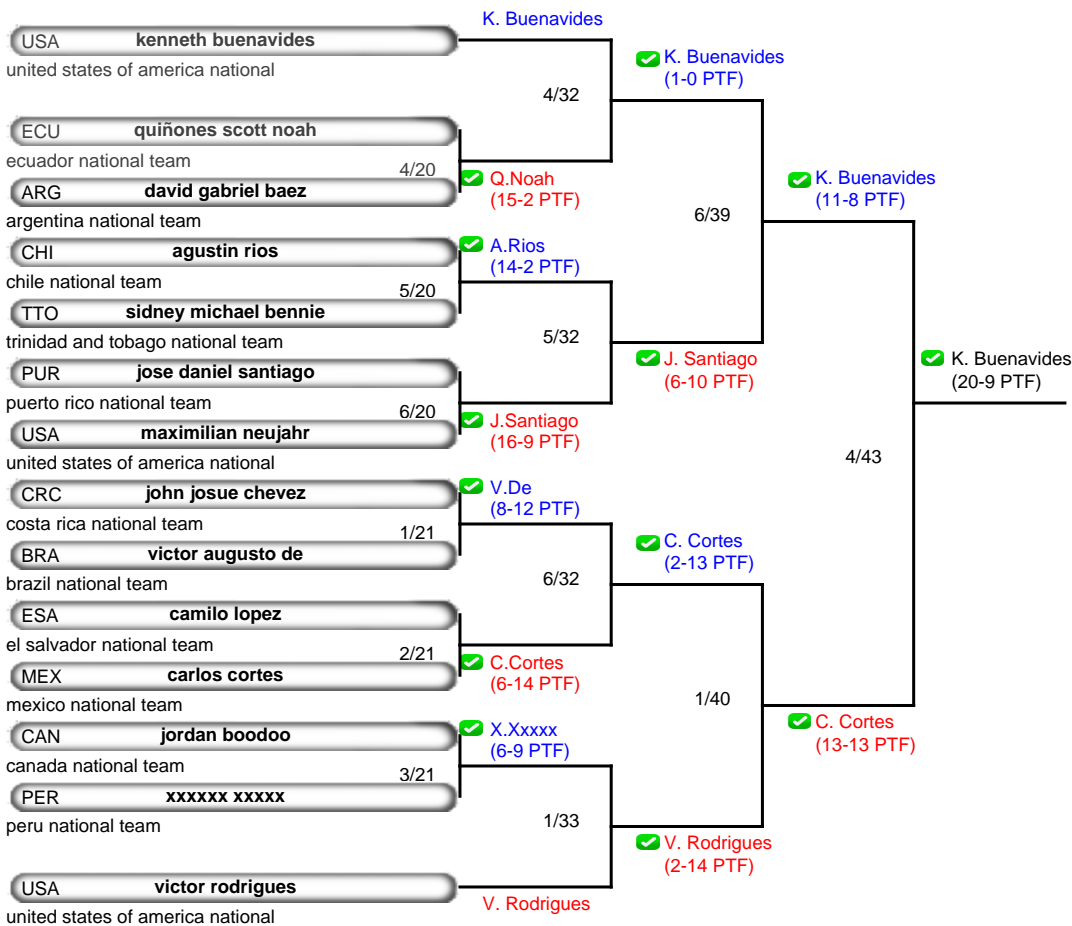 K. Buenavides
USA kenneth buenavides
united states of america national
K. Buenavides
(1-0 PTF)
4/32
ECU quiñones scott noah
ecuador national team
4/20
Q.Noah
(15-2 PTF)
ARG david gabriel baez
argentina national team
K. Buenavides
(11-8 PTF)
6/39
CHI agustin rios
A.Rios
(14-2 PTF)
chile national team
5/20
TTO sidney michael bennie
trinidad and tobago national team
5/32
J. Santiago
(6-10 PTF)
PUR jose daniel santiago
puerto rico national team
6/20
J.Santiago
(16-9 PTF)
USA maximilian neujahr
united states of america national
K. Buenavides
(20-9 PTF)
4/43
CRC john josue chevez
V.De
(8-12 PTF)
costa rica national team
1/21
BRA victor augusto de
brazil national team
C. Cortes
(2-13 PTF)
6/32
ESA camilo lopez
el salvador national team
2/21
C.Cortes
(6-14 PTF)
MEX carlos cortes
mexico national team
1/40
C. Cortes
(13-13 PTF)
CAN jordan boodoo
X.Xxxxx
(6-9 PTF)
canada national team
3/21
PER xxxxxx xxxxx
peru national team
1/33
V. Rodrigues
(2-14 PTF)
USA victor rodrigues
united states of america national
V. Rodrigues